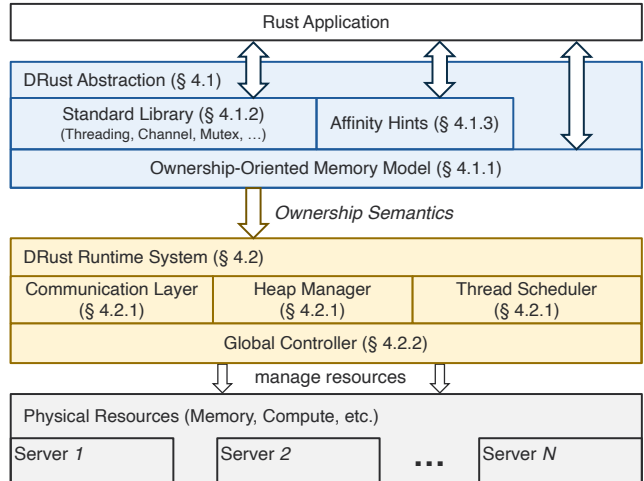 Rust Application
DRust Abstraction (§ 4.1)
Standard Library (§ 4.1.2)
(Threading, Channel, Mutex, ...)
Affinity Hints (§ 4.1.3)
Ownership-Oriented Memory Model (§ 4.1.1)
Ownership Semantics
DRust Runtime System (§ 4.2)
Communication Layer
(§ 4.2.1)
Heap Manager
(§ 4.2.1)
Thread Scheduler
(§ 4.2.1)
Global Controller (§ 4.2.2)
manage resources
Physical Resources (Memory, Compute, etc.)
Server 1
Server 2
...
Server N